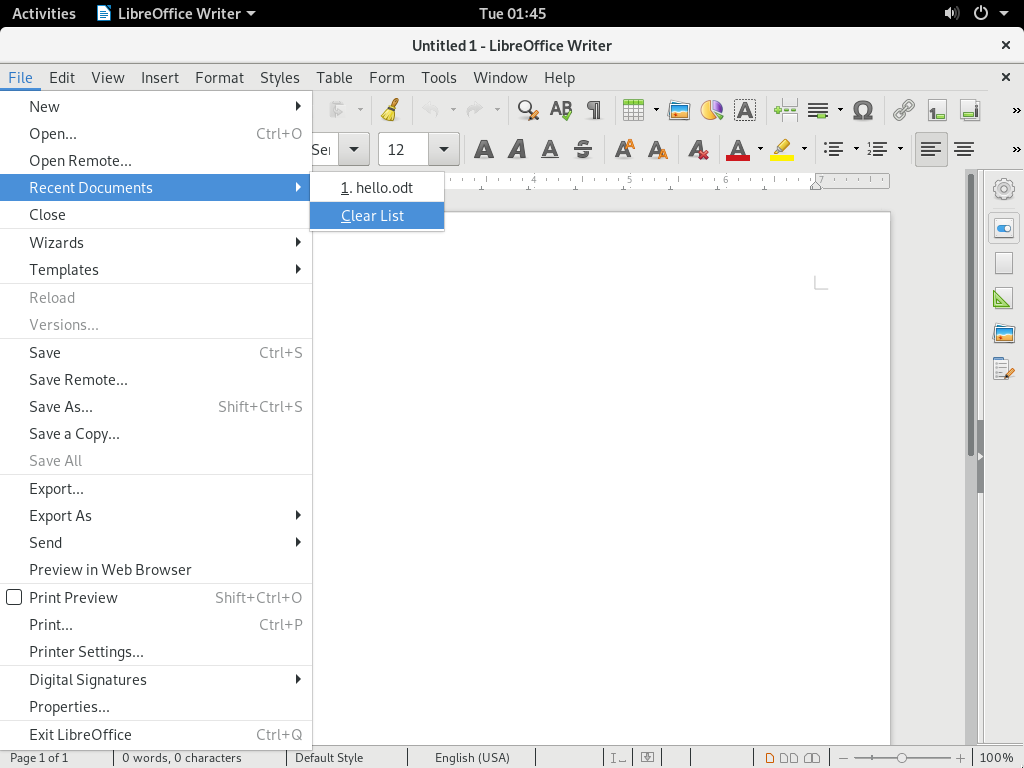 Activities LibreOffice Writer Tue 01:45
Untitled 1 - LibreOffice Writer
File Edit View Insert Format Styles Table Form Tools Window Help
New
Open... Ctrl+O
Open Remote...
Recent Documents
1. hello.odt
Clear List
Close
Wizards
Templates
Reload
Versions...
Save Ctrl+S
Save Remote...
Save As... Shift+Ctrl+S
Save a Copy...
Save All
Export...
Export As
Send
Preview in Web Browser
Print Preview Shift+Ctrl+O
Print... Ctrl+P
Printer Settings...
Digital Signatures
Properties...
Exit LibreOffice Ctrl+Q
12
4 5 6 7
Page 1 of 1 0 words, 0 characters Default Style English (USA) 100%